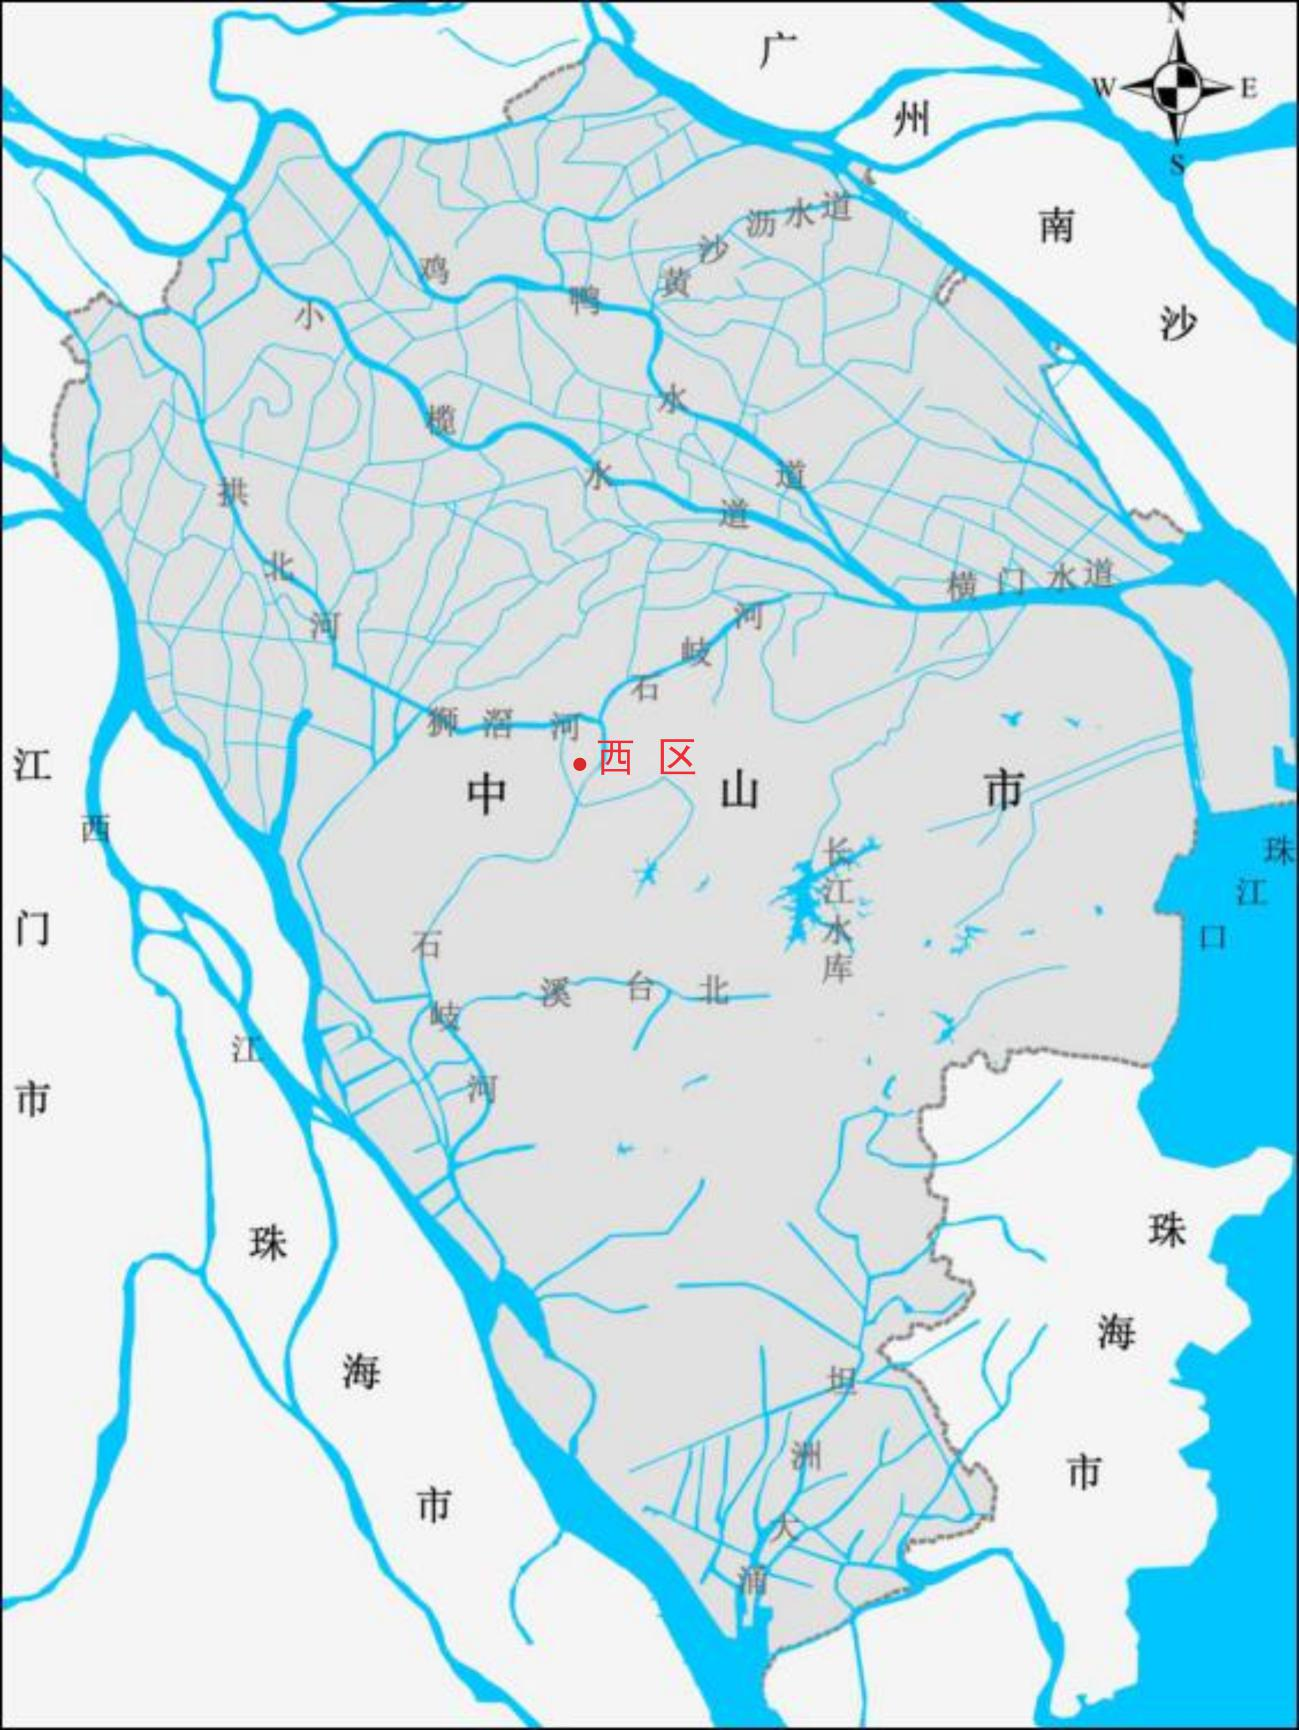 N
W
E
S
广州
南沙
黄沙沥水道
鸡鸭水道
小榄水道
拱北河
横门水道
石岐河
狮滘河
西区
中山市
江门市
西江
长江水库
珠江口
石岐河
溪台北
珠海市
珠海市
坦洲大涌